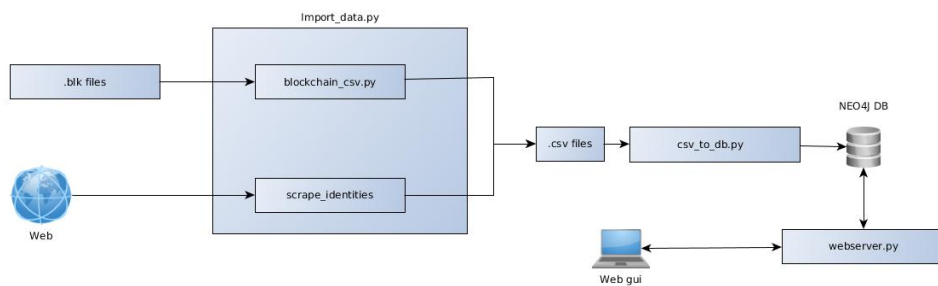 Import_data.py
.blk files
blockchain_csv.py
NEO4J DB
.csv files
csv_to_db.py
scrape_identities
Web
webserver.py
Web gui